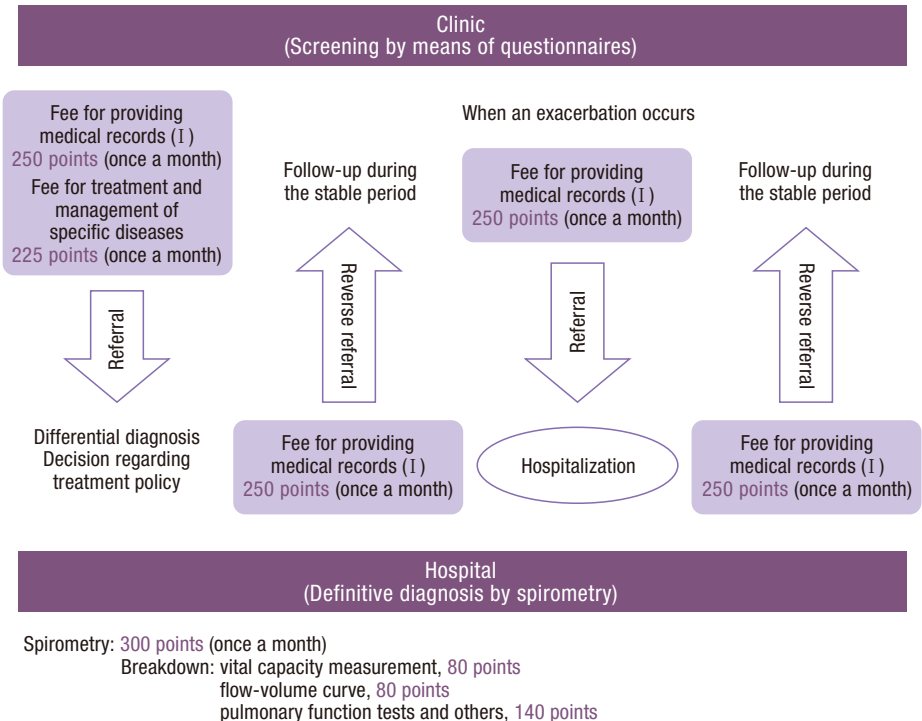 Clinic
(Screening by means of questionnaires)
Fee for providing
medical records (I)
250 points (once a month)
Fee for treatment and
management of
specific diseases
225 points (once a month)
Referral
Differential diagnosis
Decision regarding
treatment policy
Follow-up during
the stable period
Reverse referral
Fee for providing
medical records (I)
250 points (once a month)
When an exacerbation occurs
Fee for providing
medical records (I)
250 points (once a month)
Referral
Hospitalization
Follow-up during
the stable period
Reverse referral
Fee for providing
medical records (I)
250 points (once a month)
Hospital
(Definitive diagnosis by spirometry)
Spirometry: 300 points (once a month)
Breakdown: vital capacity measurement, 80 points
flow-volume curve, 80 points
pulmonary function tests and others, 140 points